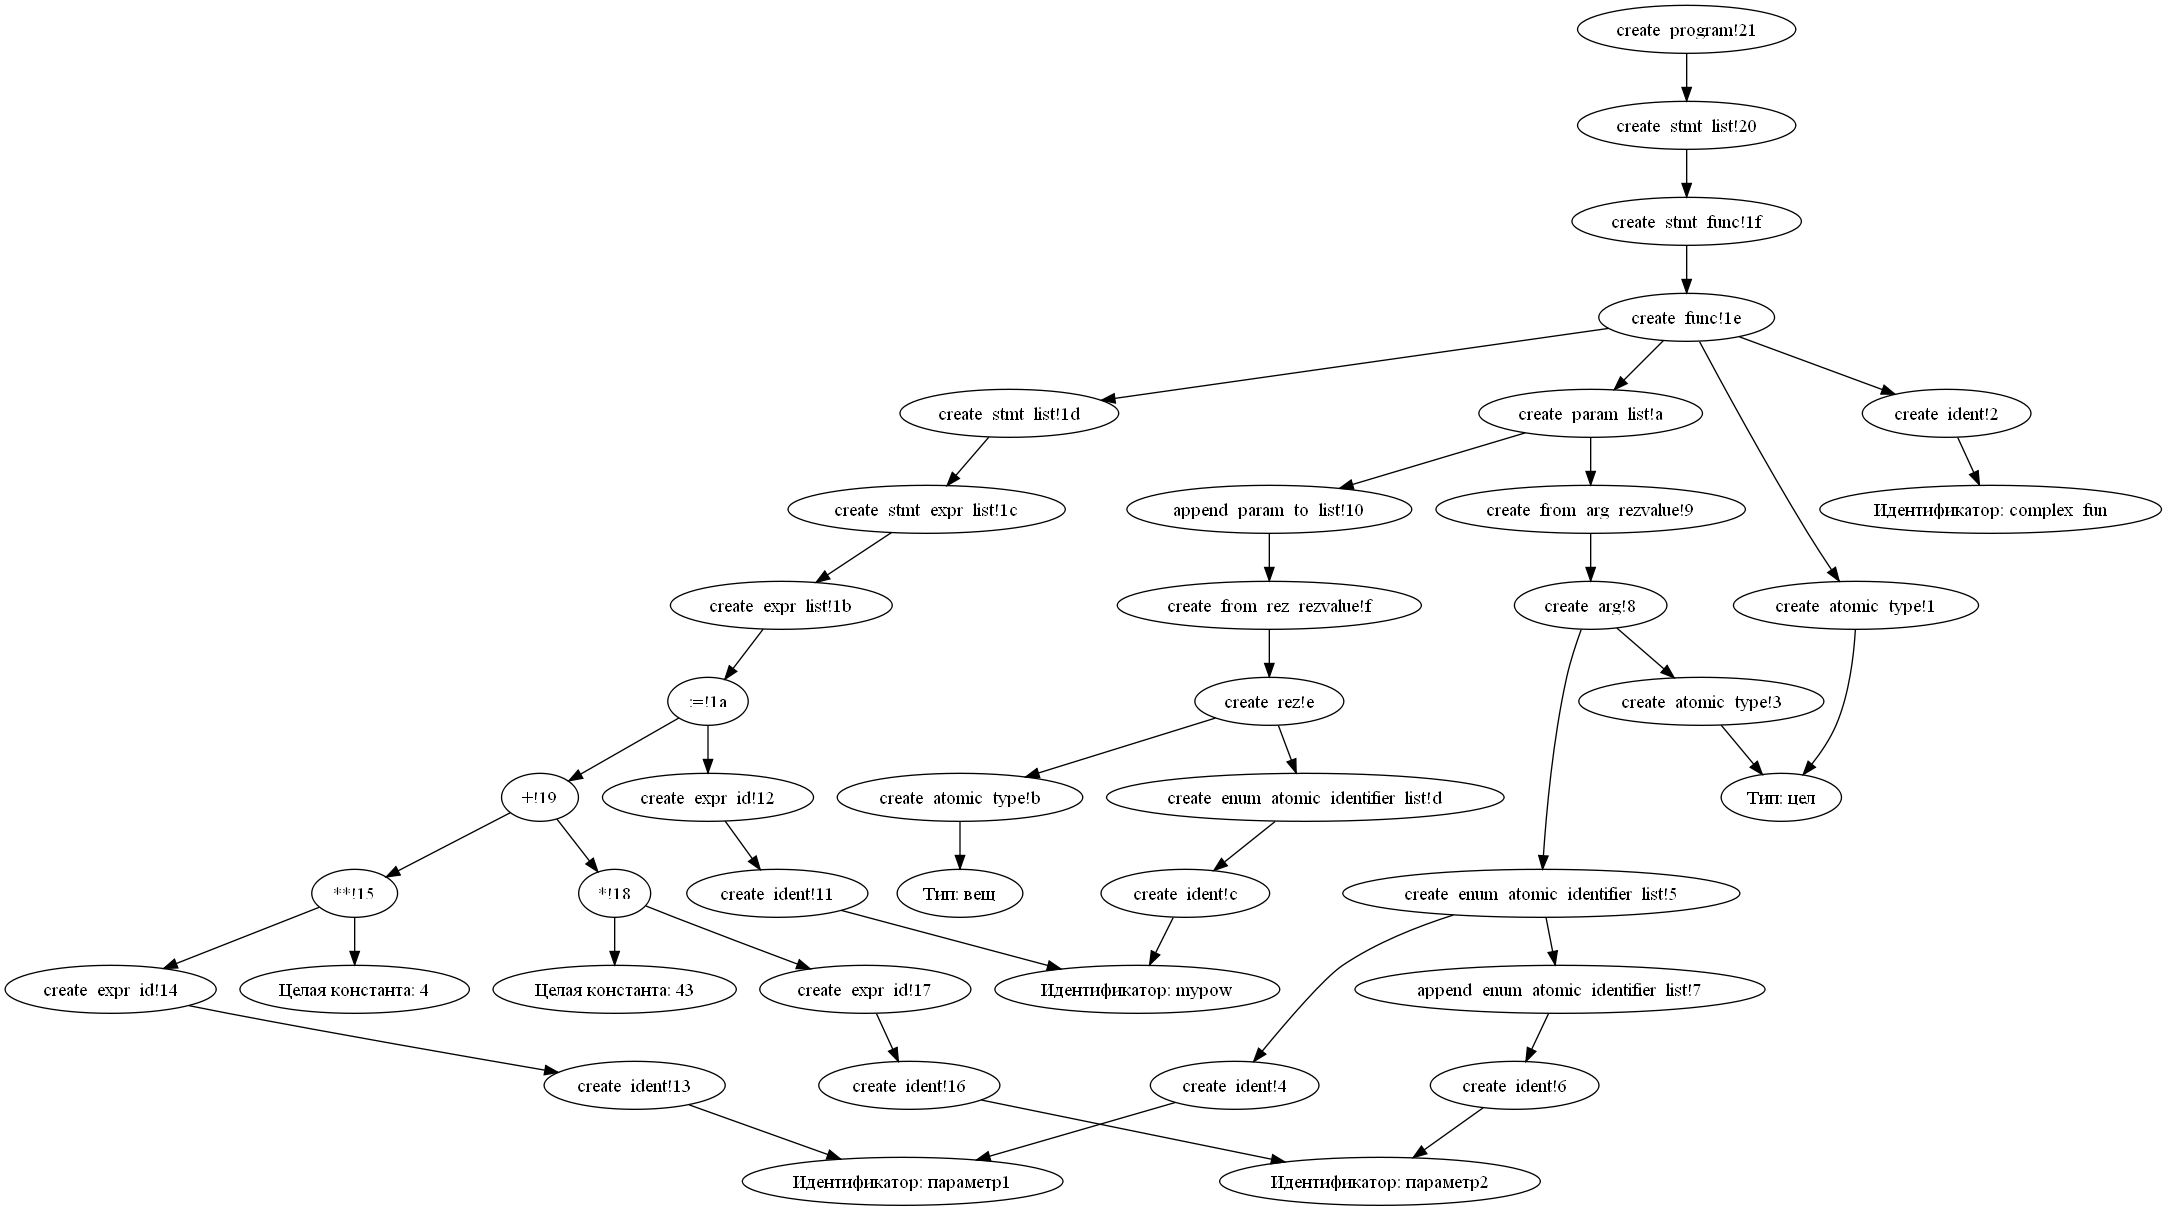 create program!21
create stmt list!20
create stmt func!1f
create func!1e
create stmt list!1d
create param list!a
create ident!2
create stmt expr list!1c
append param to list!10
create from arg rezvalue!9
Идентификатор: complex fun
create expr list!1b
create from rez rezvalue!f
create arg!8
create atomic type!1
:=!1a
create rez!e
create atomic type!3
+!19
create expr id!12
create atomic type!b
create enum atomic identifier list!d
Тип: цел
**!15
*!18
create ident!11
Тип: вещ
create ident!c
create enum atomic identifier list!5
create expr id!14
Целая константа: 4
Целая константа: 43
create expr id!17
Идентификатор: mypow
append enum atomic identifier list!7
create ident!13
create ident!16
create ident!4
create ident!6
Идентификатор: параметр1
Идентификатор: параметр2